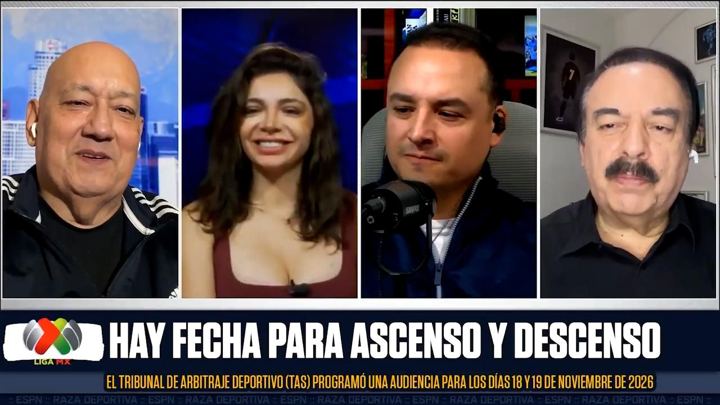 LIGA MX
HAY FECHA PARA ASCENSO Y DESCENSO
EL TRIBUNAL DE ARBITRAJE DEPORTIVO (TAS) PROGRAMÓ UNA AUDIENCIA PARA LOS DÍAS 18 Y 19 DE NOVIEMBRE DE 2026
ESPN :: RAZA DEPORTIVA :: ESPN :: RAZA DEPORTIVA :: ESPN :: RAZA DEPORTIVA :: ESPN :: RAZA DEPORTIVA